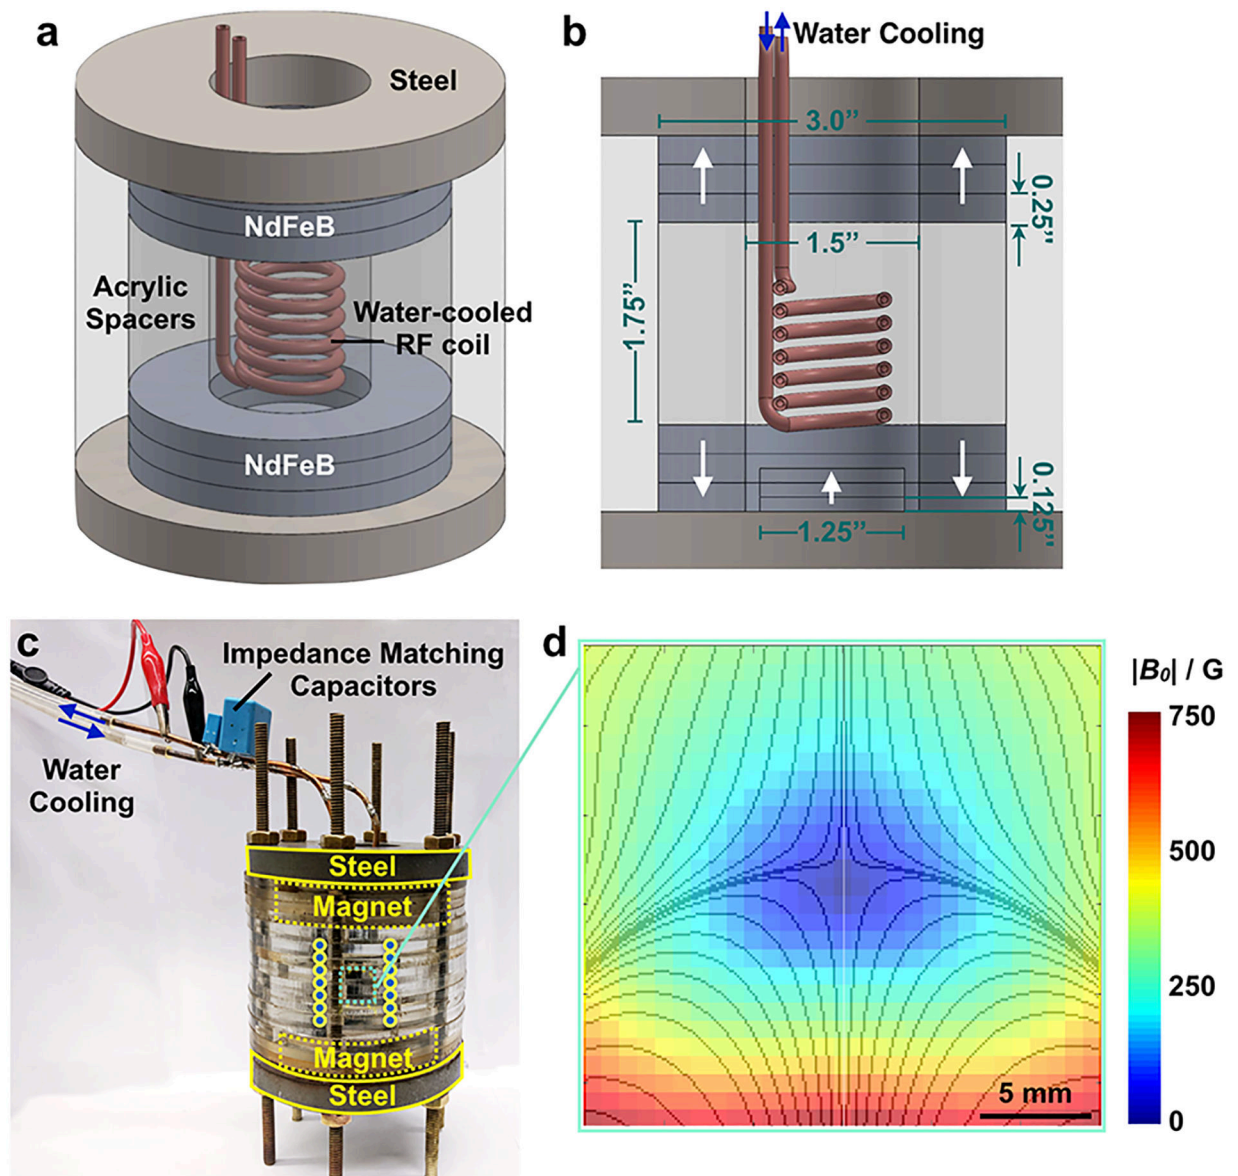 a
Steel
NdFeB
Acrylic
Spacers
Water-cooled
RF coil
NdFeB
b
Water Cooling
3.0”
0.25”
1.5”
1.75”
0.125”
1.25”
c
Impedance Matching
Capacitors
Water
Cooling
Steel
Magnet
Magnet
Steel
d
|B₀| / G
750
500
250
0
5 mm